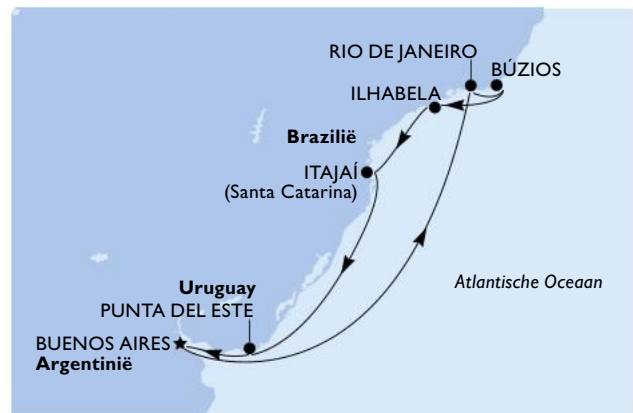 RIO DE JANEIRO
BÚZIOS
ILHABELA
Brazilië
ITAJAÍ
(Santa Catarina)
Atlantische Oceaan
Uruguay
PUNTA DEL ESTE
BUENOS AIRES
Argentinië